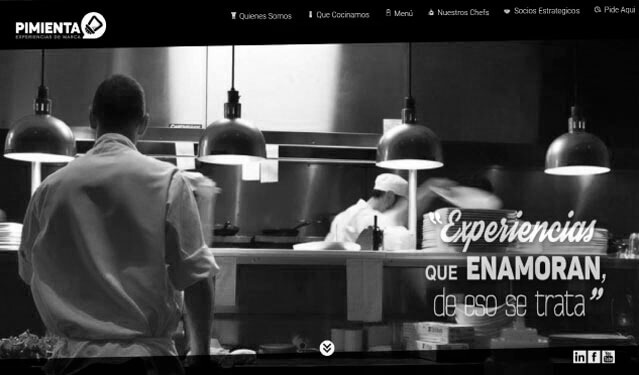 PIMIENTA
EXPERIENCIAS DE MARCA
Quienes Somos
Que Cocinamos
Menú
Nuestros Chefs
Socios Estrategicos
Pide Aqui
“Experiencias
QUE ENAMORAN,
de eso se trata”
in f You